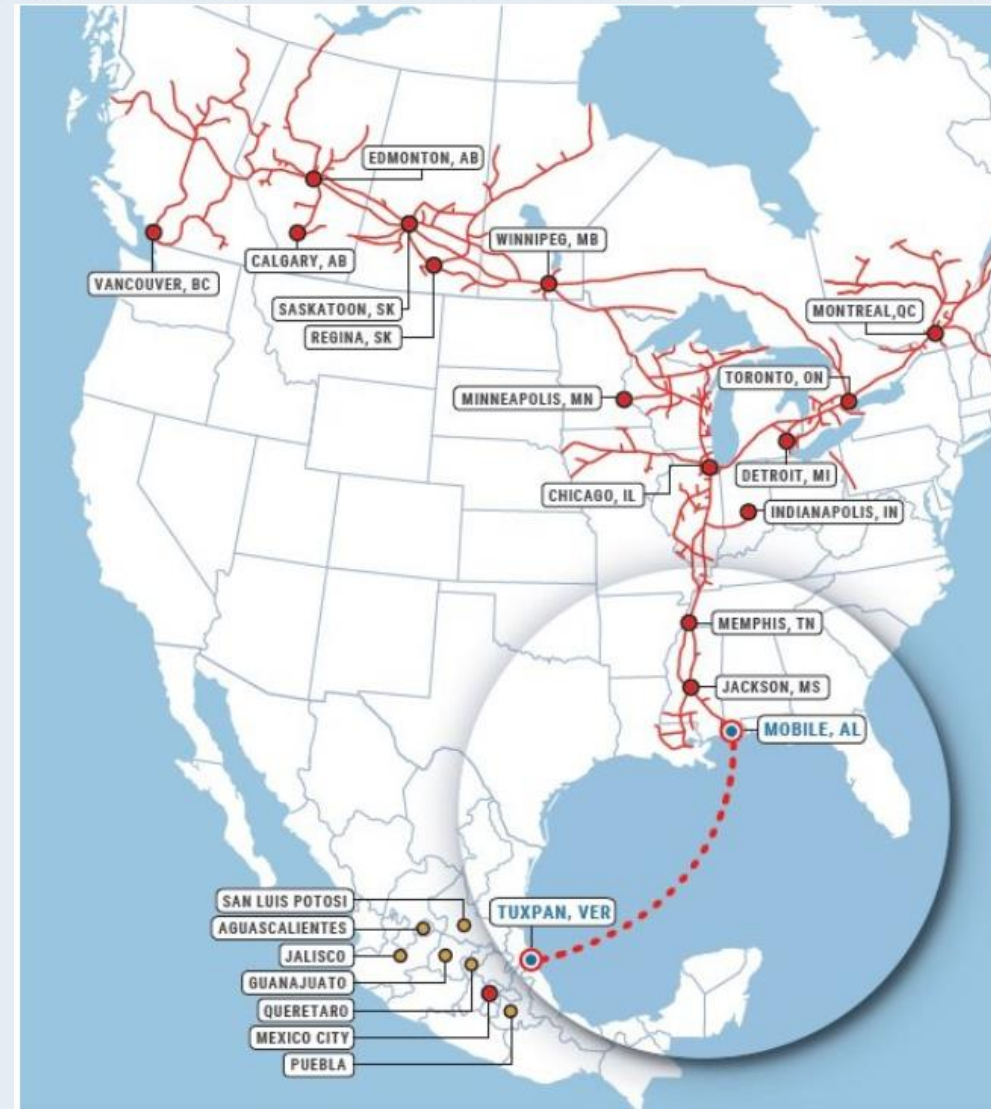 EDMONTON, AB
WINNIPEG, MB
CALGARY, AB
VANCOUVER, BC
SASKATOON, SK
REGINA, SK
MONTREAL,QC
TORONTO, ON
MINNEAPOLIS, MN
DETROIT, MI
CHICAGO, IL
INDIANAPOLIS, IN
MEMPHIS, TN
JACKSON, MS
MOBILE, AL
SAN LUIS POTOSI
TUXPAN, VER
AGUASCALIENTES
JALISCO
GUANAJUATO
QUERETARO
MEXICO CITY
PUEBLA